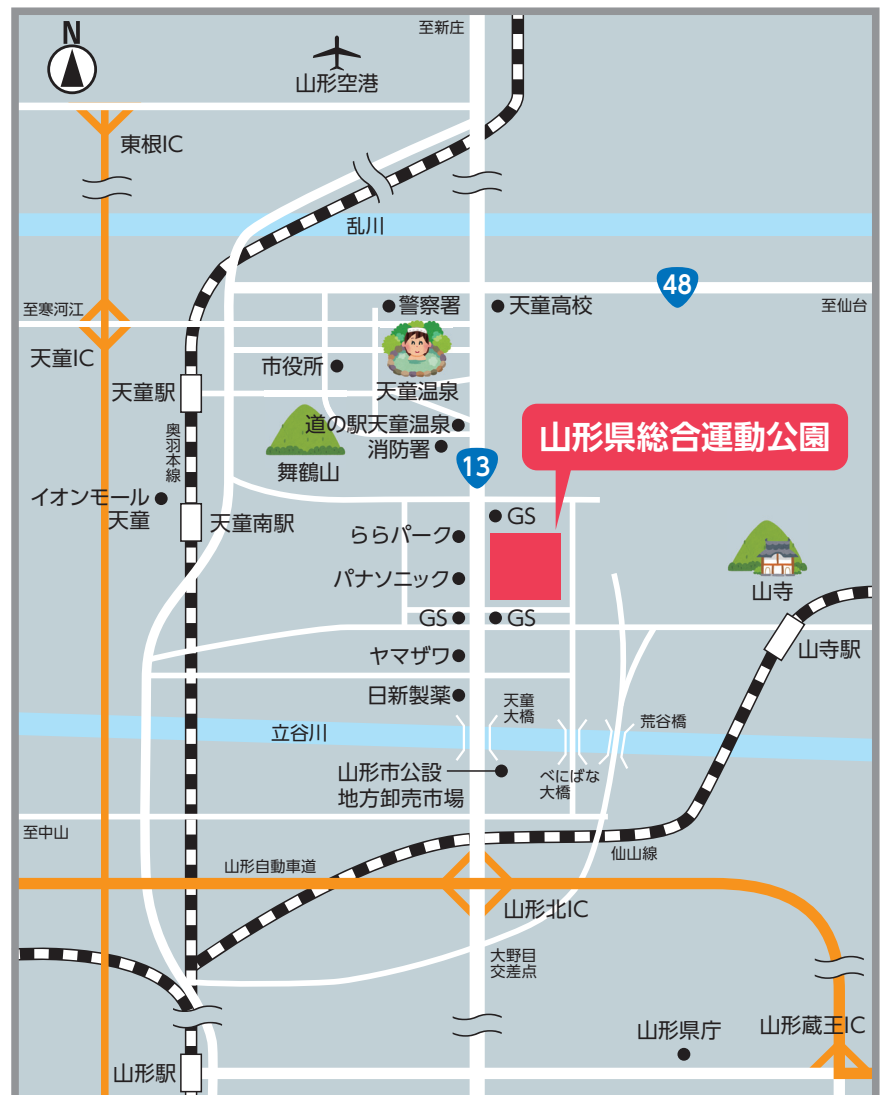 N
至新庄
山形空港
東根IC
乱川
48
至寒河江
警察署
天童高校
至仙台
天童IC
市役所
天童駅
天童温泉
奥羽本線
道の駅天童温泉
消防署
舞鶴山
13
山形県総合運動公園
イオンモール
天童
天童南駅
GS
ららパーク
パナソニック
山寺
GS
GS
山寺駅
ヤマザワ
日新製薬
天童
大橋
荒谷橋
立谷川
山形市公設
地方卸売市場
べにばな
大橋
至中山
仙山線
山形自動車道
山形北IC
大野目
交差点
山形県庁
山形蔵王IC
山形駅